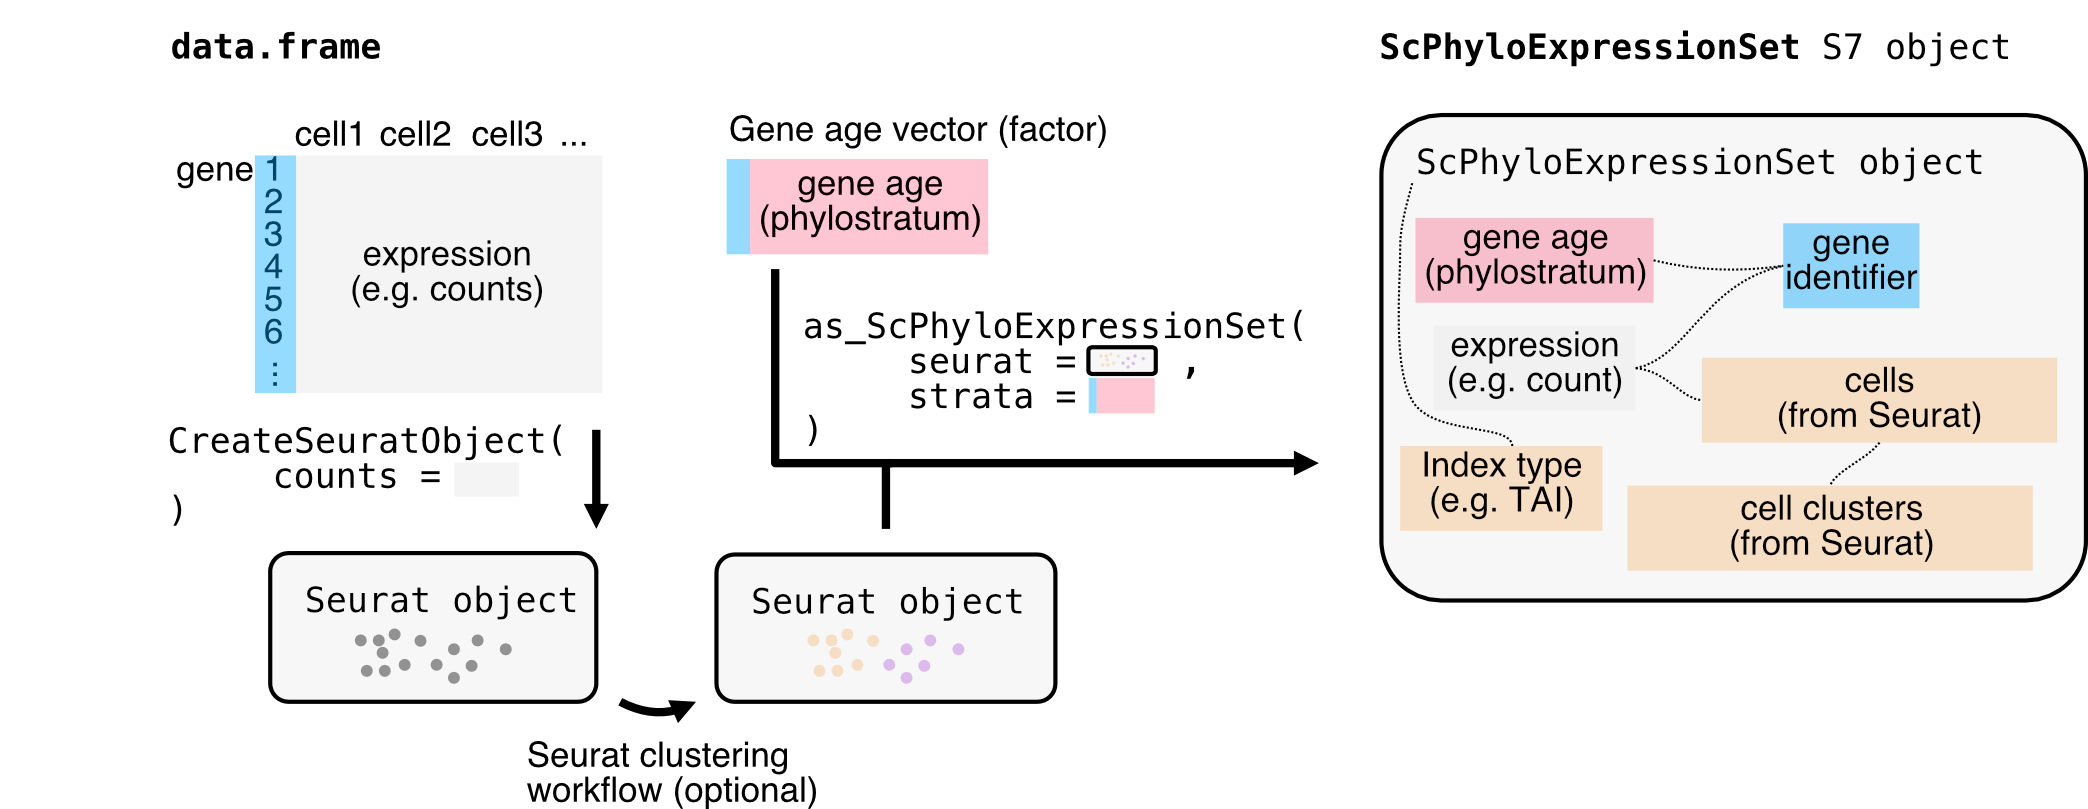 data.frame
cell1 cell2 cell3 ...
gene 1
2
3
4
5
6
...
expression
(e.g. counts)
CreateSeuratObject(
counts =
)
Seurat object
Seurat clustering
workflow (optional)
Gene age vector (factor)
gene age
(phylostratum)
as_ScPhyloExpressionSet(
seurat = ,
strata =
)
Seurat object
ScPhyloExpressionSet S7 object
ScPhyloExpressionSet object
gene age
(phylostratum)
gene
identifier
expression
(e.g. count)
cells
(from Seurat)
Index type
(e.g. TAI)
cell clusters
(from Seurat)